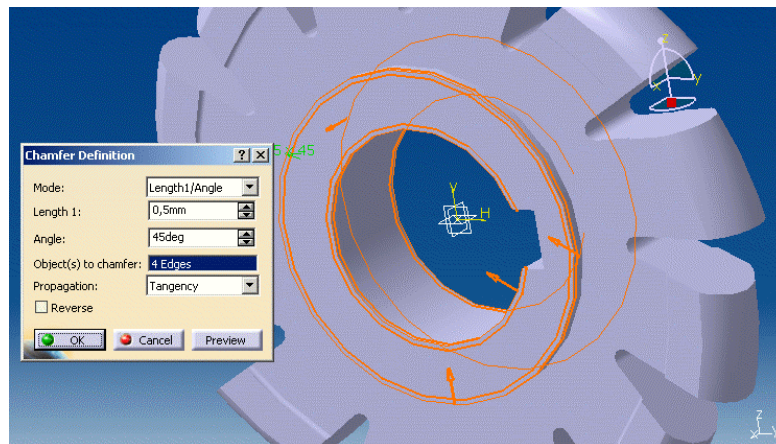 Chamfer Definition
Mode: Length1/Angle
Length 1: 0,5mm
Angle: 45deg
Object(s) to chamfer: 4 Edges
Propagation: Tangency
Reverse
OK Cancel Preview
5 x 45
z
x y
y
H
z
x